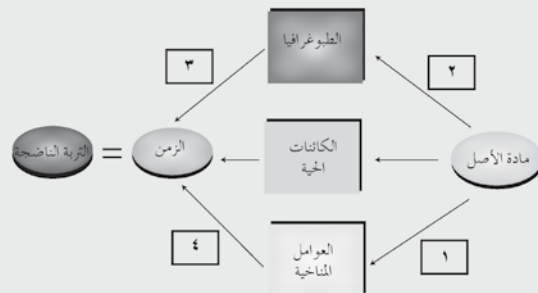 الطبوغرافيا
٣
٢
مادة الأصل
الكائنات
الحية
الزمن
=
التربة الناضجة
العوامل
المناخية
٤
١